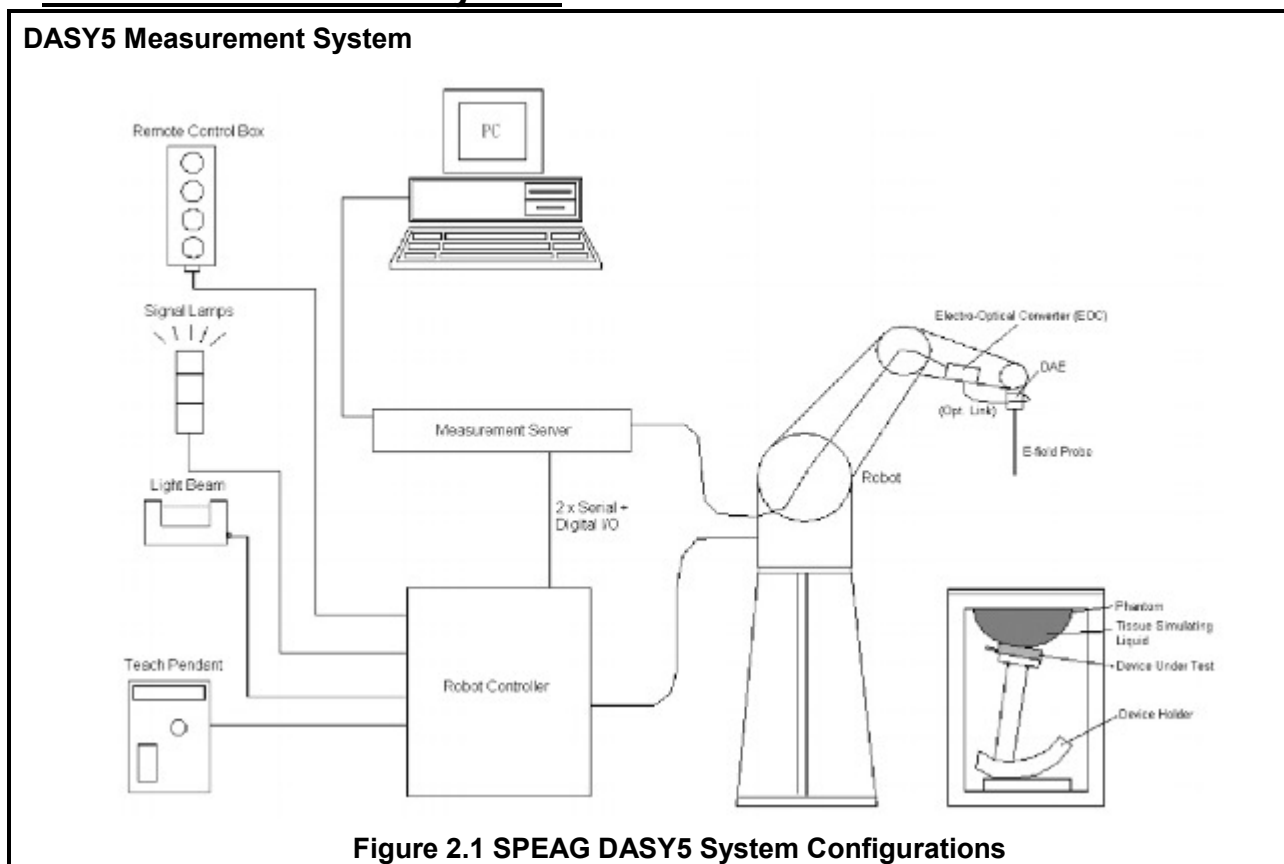 DASY5 Measurement System
Remote Control Box
PC
Signal Lamps
Electro-Optical Converter (EOC)
DAE
(Opt. Link)
Measurement Server
E-field Probe
Robot
Light Beam
2 x Serial +
Digital I/O
Phantom
Tissue Simulating
Liquid
Device Under Test
Teach Pendant
Robot Controller
Device Holder
Figure 2.1 SPEAG DASY5 System Configurations